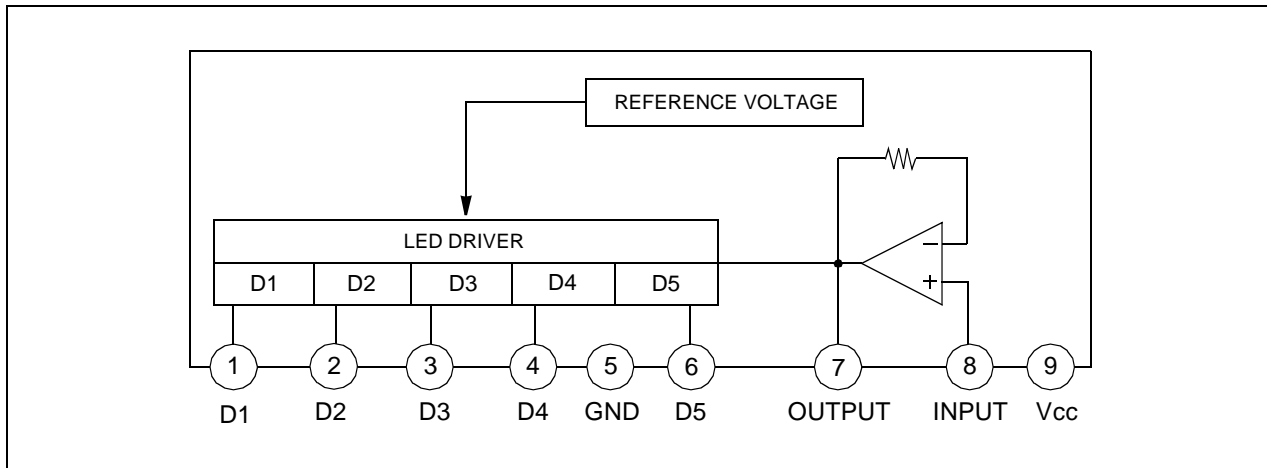 REFERENCE VOLTAGE
LED DRIVER
D1 D2 D3 D4 D5
− +
1 2 3 4 5 6 7 8 9
D1 D2 D3 D4 GND D5 OUTPUT INPUT Vcc